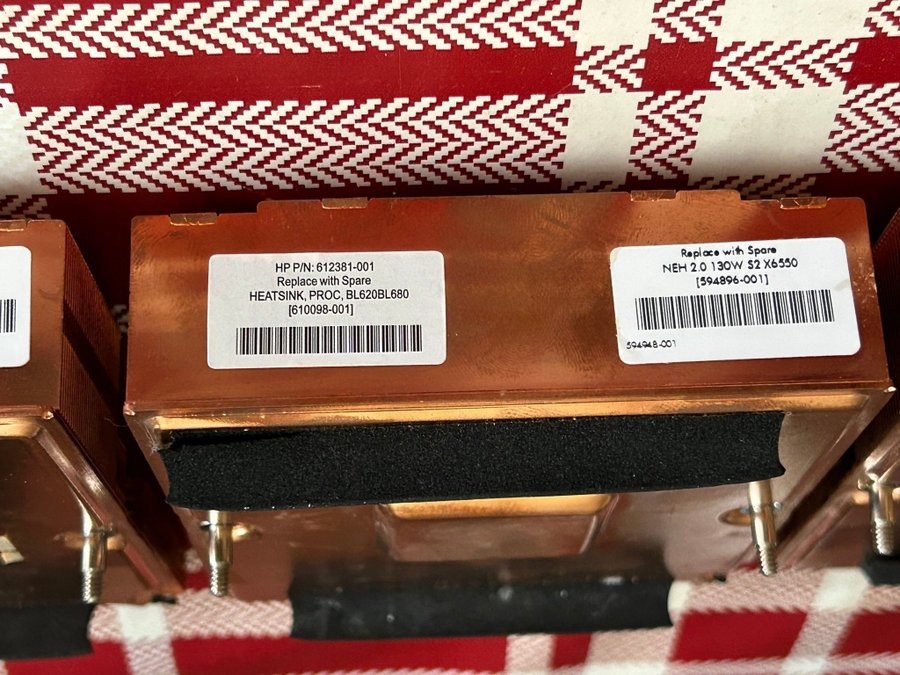 HP P/N: 612381-001
Replace with Spare
HEATSINK, PROC, BL620BL680
[610098-001]
Replace with Spare
NEH 2.0 130W S2 X6550
[594896-001]
594948-001